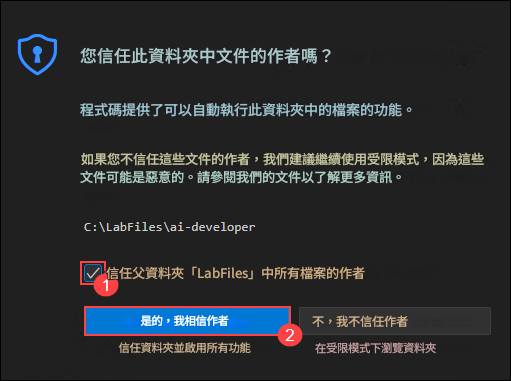 您信任此資料夾中文件的作者嗎？
程式碼提供了可以自動執行此資料夾中的檔案的功能。
如果您不信任這些文件的作者，我們建議繼續使用受限模式，因為這些
文件可能是惡意的。請參閱我們的文件以了解更多資訊。
C:\LabFiles\ai-developer
信任父資料夾「LabFiles」中所有檔案的作者
1
是的，我相信作者
2
不，我不信任作者
信任資料夾並啟用所有功能
在受限模式下瀏覽資料夾